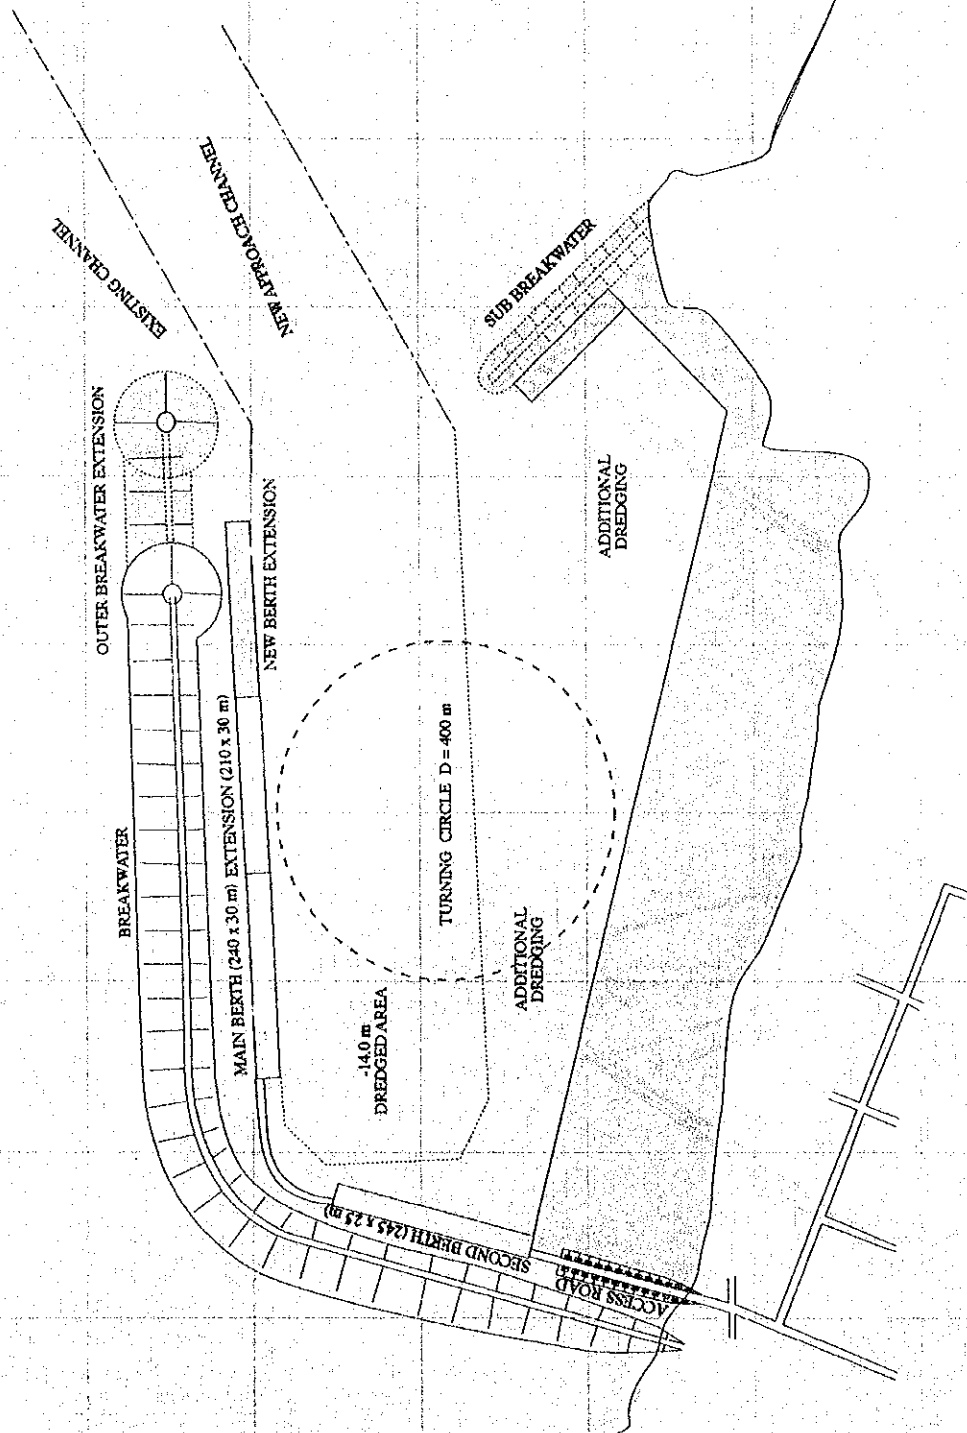 EXISTING CHANNEL
NEW APPROACH CHANNEL
SUB BREAKWATER
OUTER BREAKWATER EXTENSION
NEW BERTH EXTENSION
ADDITIONAL
DREDGING
BREAKWATER
MAIN BERTH (240 x 30 m) EXTENSION (210 x 30 m)
TURNING CIRCLE D = 400 m
ADDITIONAL
DREDGING
-14.0 m
DREDGED AREA
SECOND BERTH (245 x 25 m)
ACCESS ROAD